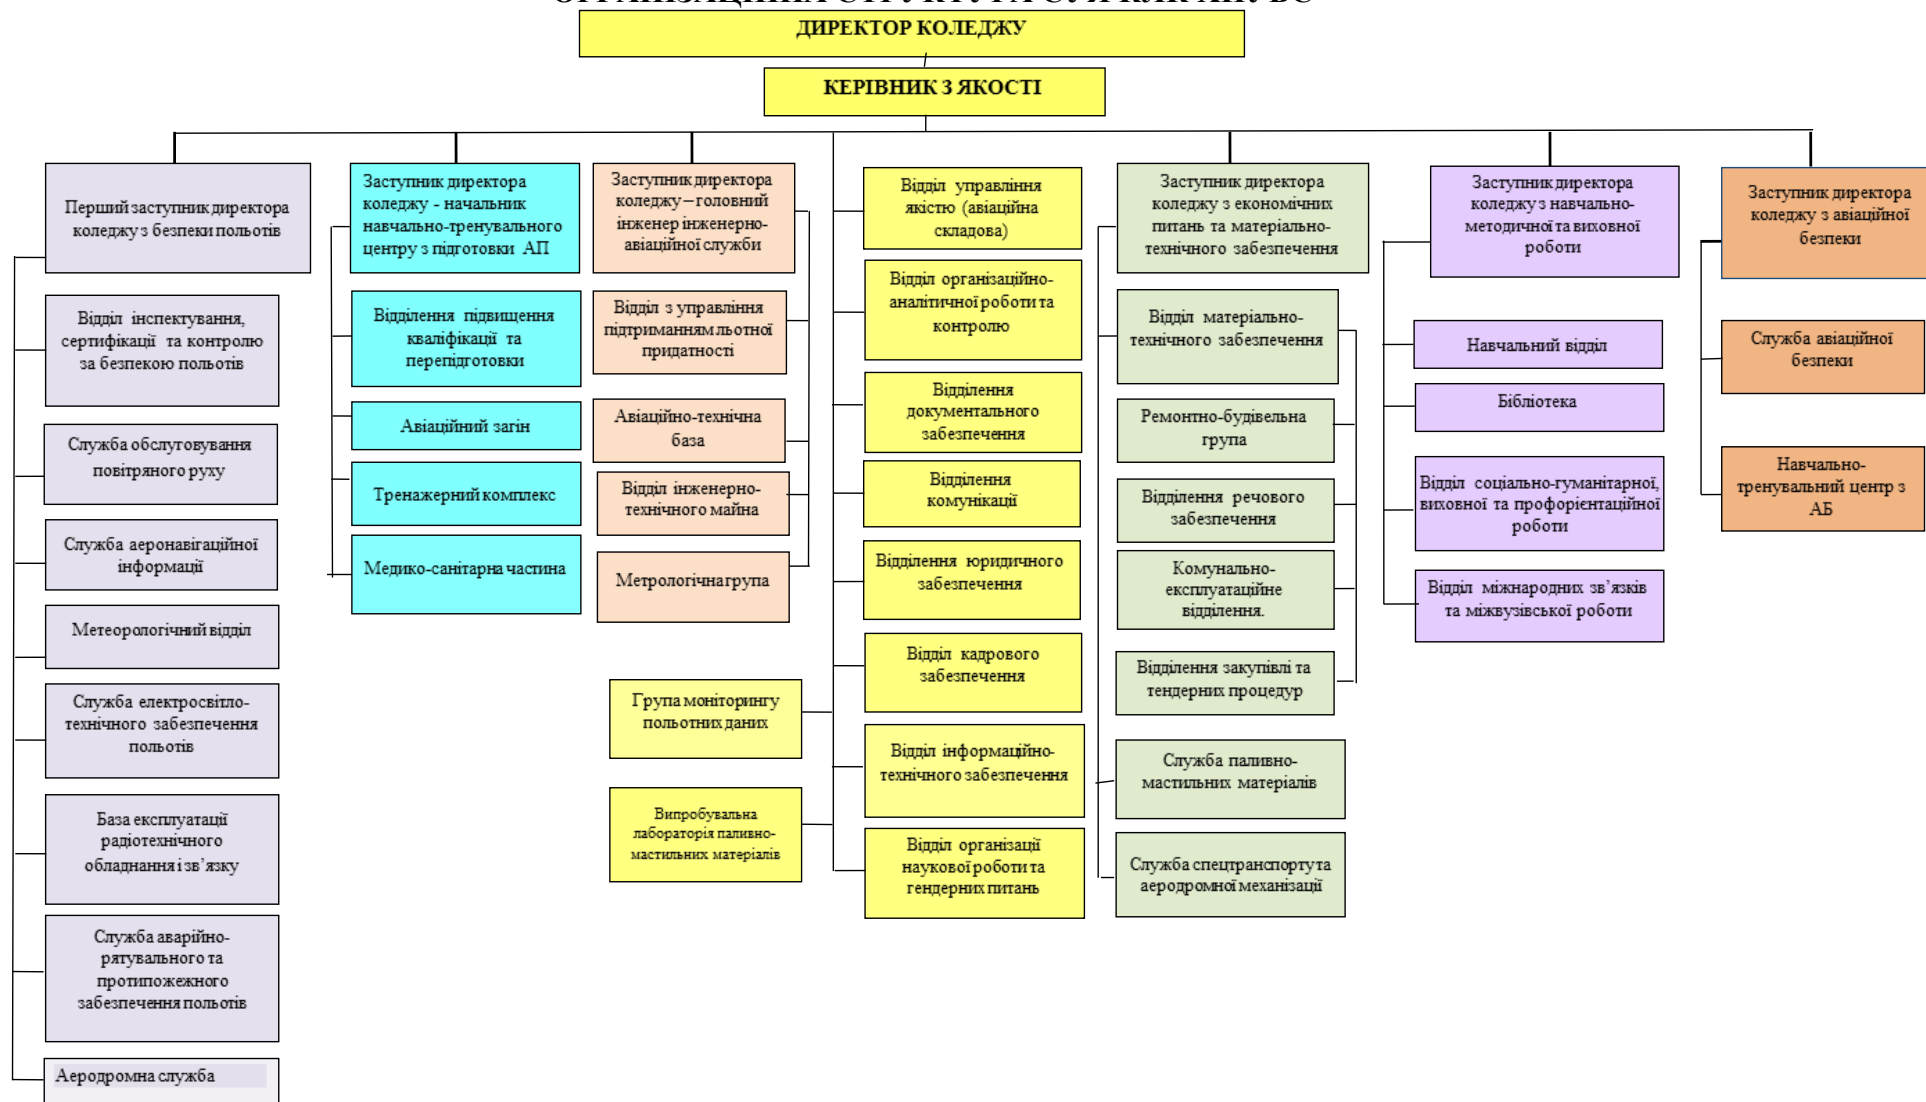 ДИРЕКТОР КОЛЕДЖУ
КЕРІВНИК З ЯКОСТІ
Перший заступник директора
коледжу з безпеки польотів
Відділ інспектування,
сертифікації та контролю
за безпекою польотів
Служба обслуговування
повітряного руху
Служба аеронавігаційної
інформації
Метеорологічний відділ
Служба електросвітло-
технічного забезпечення
польотів
База експлуатації
радіотехнічного
обладнання і зв’язку
Служба аварійно-
рятувального та
протипожежного
забезпечення польотів
Аеродромна служба
Заступник директора
коледжу - начальник
навчально-тренувального
центру з підготовки АП
Відділення підвищення
кваліфікації та
перепідготовки
Авіаційний загін
Тренажерний комплекс
Медико-санітарна частина
Заступник директора
коледжу – головний
інженер інженерно-
авіаційної служби
Відділ з управління
підтриманням льотної
придатності
Авіаційно-технічна
база
Відділ інженерно-
технічного майна
Метрологічна група
Група моніторингу
польотних даних
Випробувальна
лабораторія паливно-
мастильних матеріалів
Відділ управління
якістю (авіаційна
складова)
Відділ організаційно-
аналітичної роботи та
контролю
Відділення
документального
забезпечення
Відділення
комунікації
Відділення юридичного
забезпечення
Відділ кадрового
забезпечення
Відділ інформаційно-
технічного забезпечення
Відділ організації
наукової роботи та
гендерних питань
Заступник директора
коледжу з економічних
питань та матеріально-
технічного забезпечення
Відділ матеріально-
технічного забезпечення
Ремонтно-будівельна
група
Відділення речового
забезпечення
Комунально-
експлуатаційне
відділення.
Відділення закупівлі та
тендерних процедур
Служба паливно-
мастильних матеріалів
Служба спецтранспорту та
аеродромної механізації
Заступник директора
коледжу з навчально-
методичної та виховної
роботи
Навчальний відділ
Бібліотека
Відділ соціально-гуманітарної,
виховної та профорієнтаційної
роботи
Відділ міжнародних зв’язків
та міжвузівської роботи
Заступник директора
коледжу з авіаційної
безпеки
Служба авіаційної
безпеки
Навчально-
тренувальний центр з
АБ